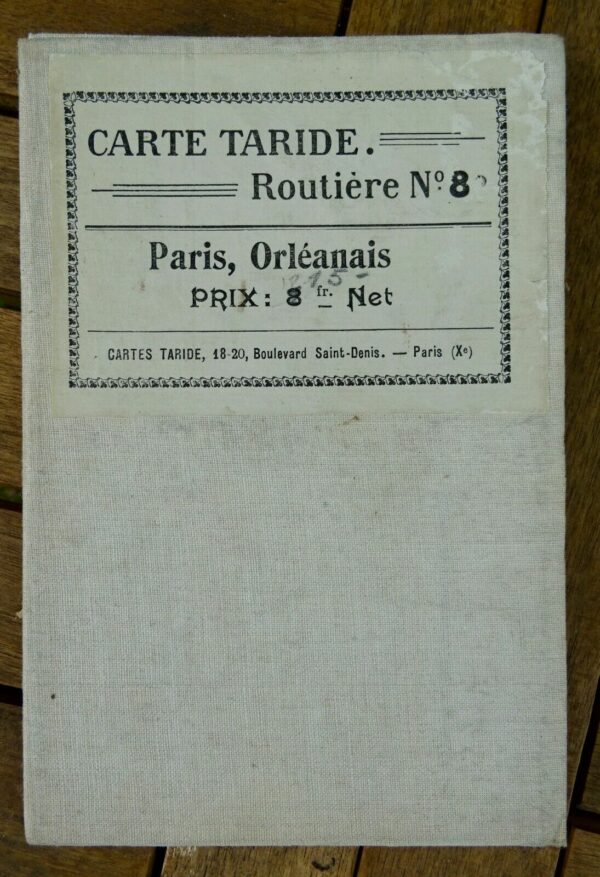 CARTE TARIDE.
Routière Nº 8
Paris, Orléanais
PRIX: 8 fr. Net
CARTES TARIDE, 18-20, Boulevard Saint-Denis. — Paris (Xe)